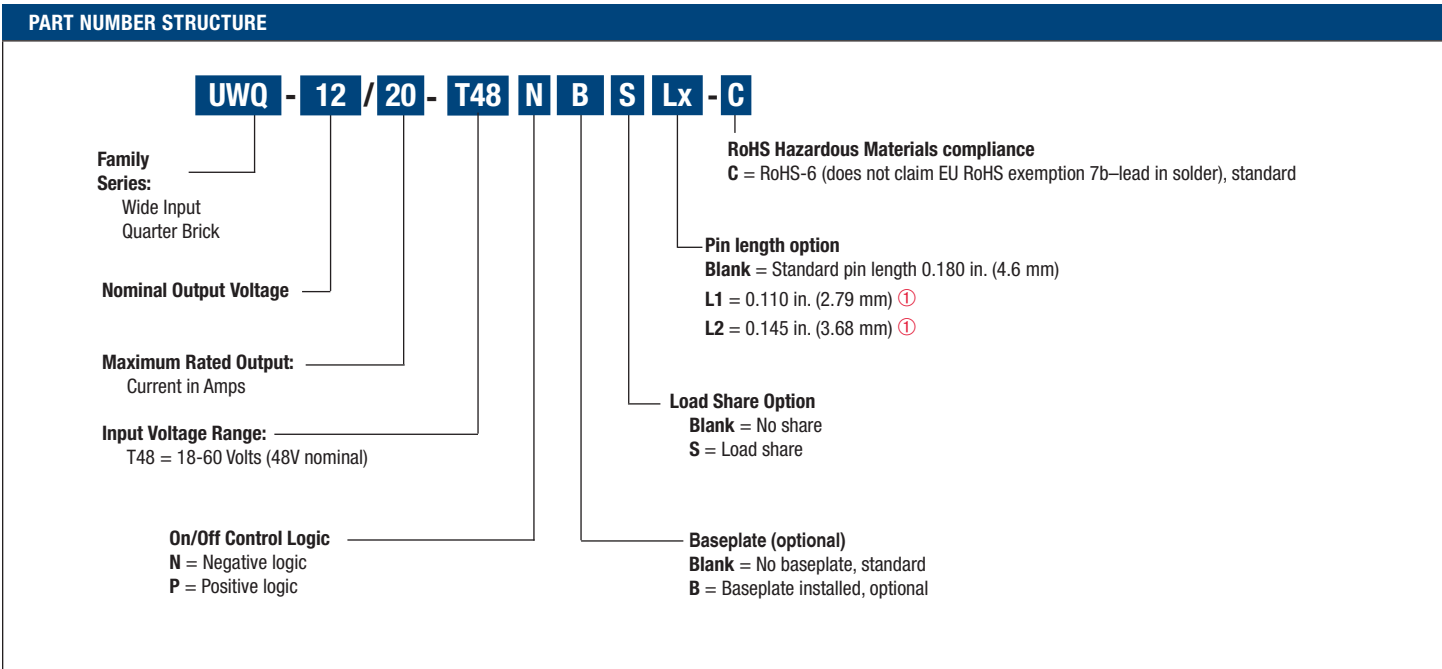 PART NUMBER STRUCTURE
UWQ - 12 / 20 - T48 N B S Lx - C
Family
Series:
Wide Input
Quarter Brick
Nominal Output Voltage
Maximum Rated Output:
Current in Amps
Input Voltage Range:
T48 = 18-60 Volts (48V nominal)
On/Off Control Logic
N = Negative logic
P = Positive logic
RoHS Hazardous Materials compliance
C = RoHS-6 (does not claim EU RoHS exemption 7b–lead in solder), standard
Pin length option
Blank = Standard pin length 0.180 in. (4.6 mm)
L1 = 0.110 in. (2.79 mm) ①
L2 = 0.145 in. (3.68 mm) ①
Load Share Option
Blank = No share
S = Load share
Baseplate (optional)
Blank = No baseplate, standard
B = Baseplate installed, optional